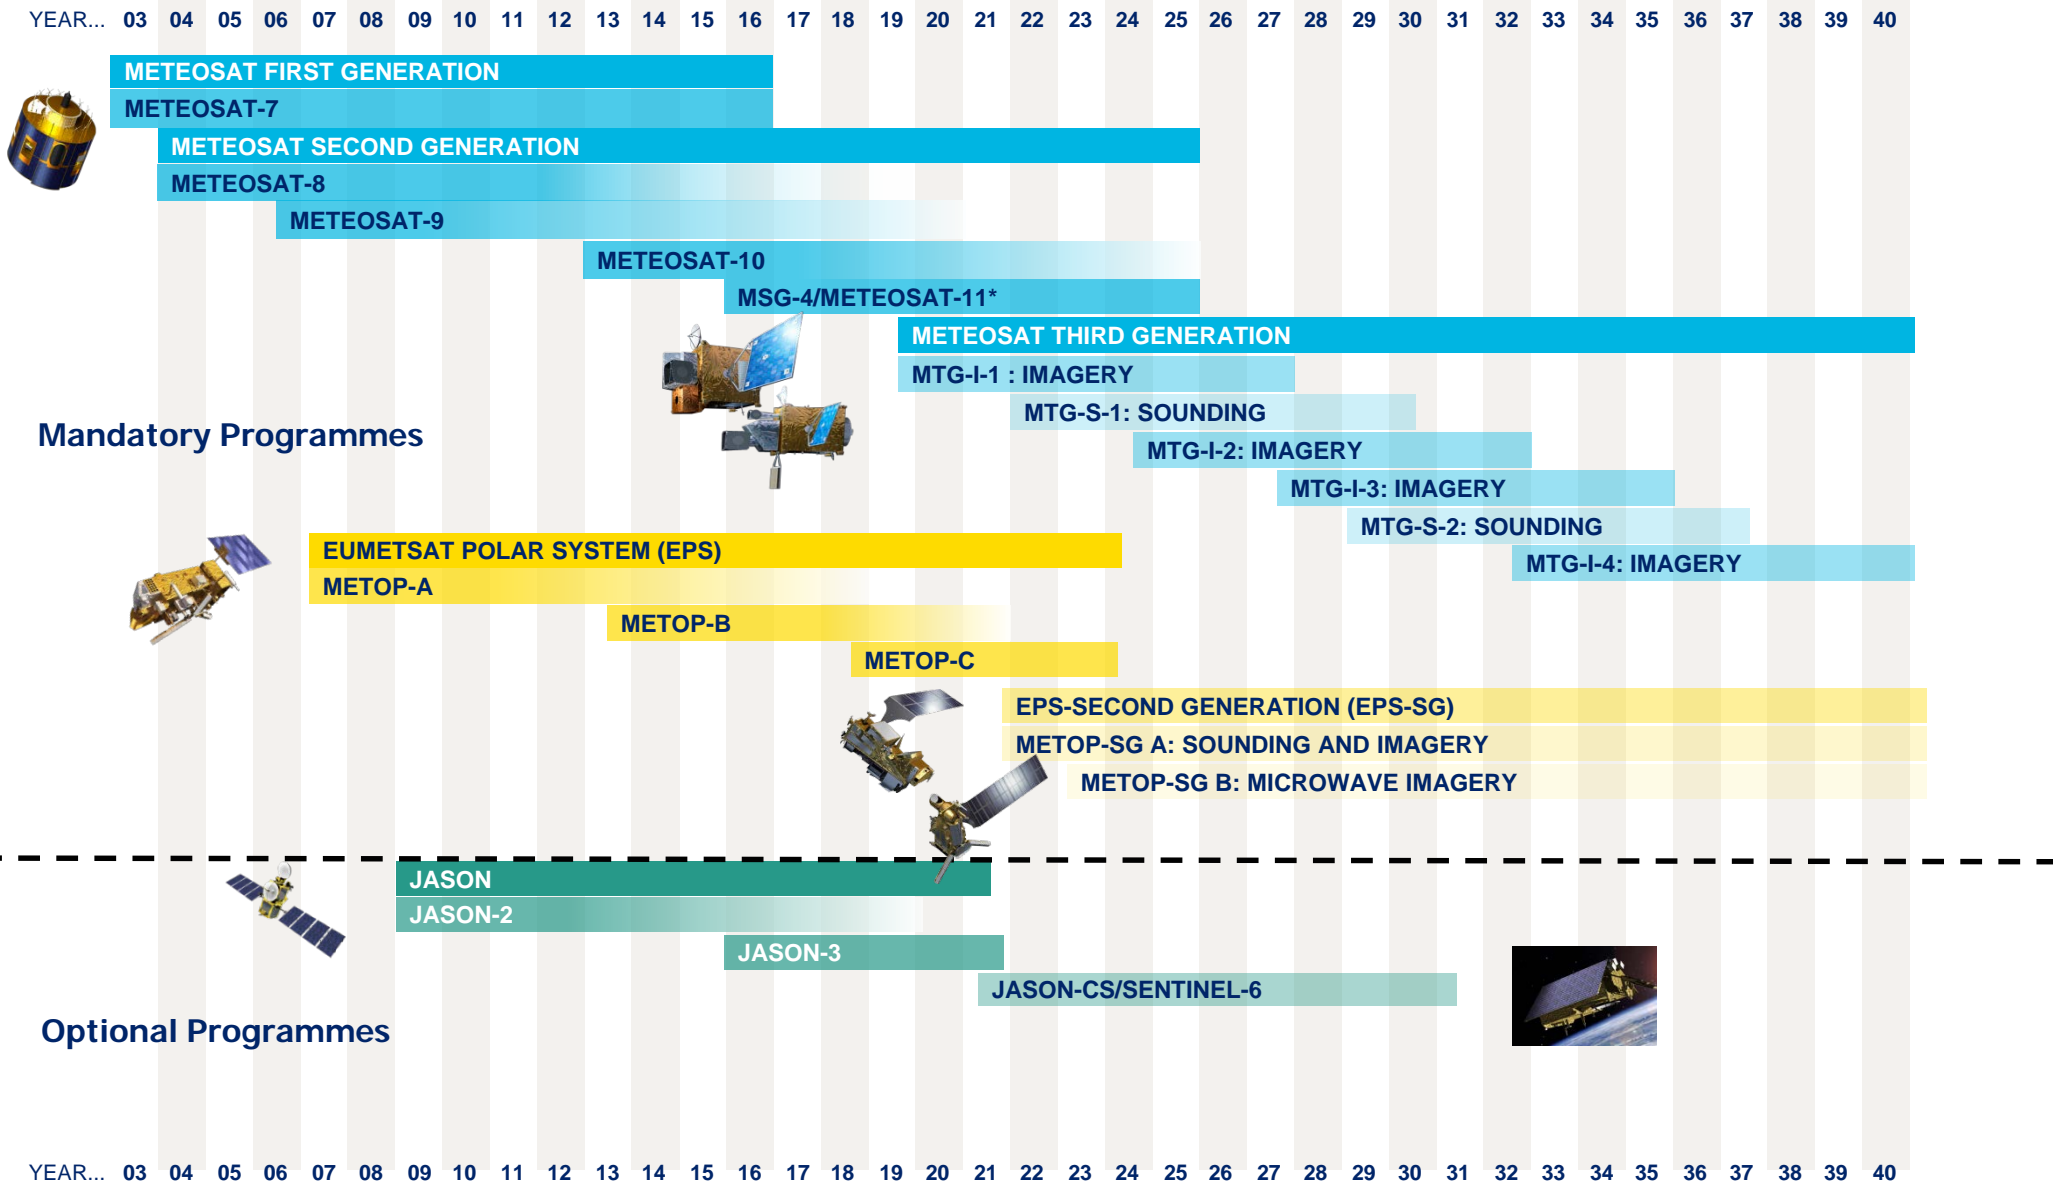 YEAR... 03 04 05 06 07 08 09 10 11 12 13 14 15 16 17 18 19 20 21 22 23 24 25 26 27 28 29 30 31 32 33 34 35 36 37 38 39 40
METEOSAT FIRST GENERATION
METEOSAT-7
METEOSAT SECOND GENERATION
METEOSAT-8
METEOSAT-9
METEOSAT-10
MSG-4/METEOSAT-11*
METEOSAT THIRD GENERATION
MTG-I-1 : IMAGERY
MTG-S-1: SOUNDING
Mandatory Programmes
MTG-I-2: IMAGERY
MTG-I-3: IMAGERY
MTG-S-2: SOUNDING
EUMETSAT POLAR SYSTEM (EPS)
MTG-I-4: IMAGERY
METOP-A
METOP-B
METOP-C
EPS-SECOND GENERATION (EPS-SG)
METOP-SG A: SOUNDING AND IMAGERY
METOP-SG B: MICROWAVE IMAGERY
JASON
JASON-2
JASON-3
JASON-CS/SENTINEL-6
Optional Programmes
YEAR... 03 04 05 06 07 08 09 10 11 12 13 14 15 16 17 18 19 20 21 22 23 24 25 26 27 28 29 30 31 32 33 34 35 36 37 38 39 40